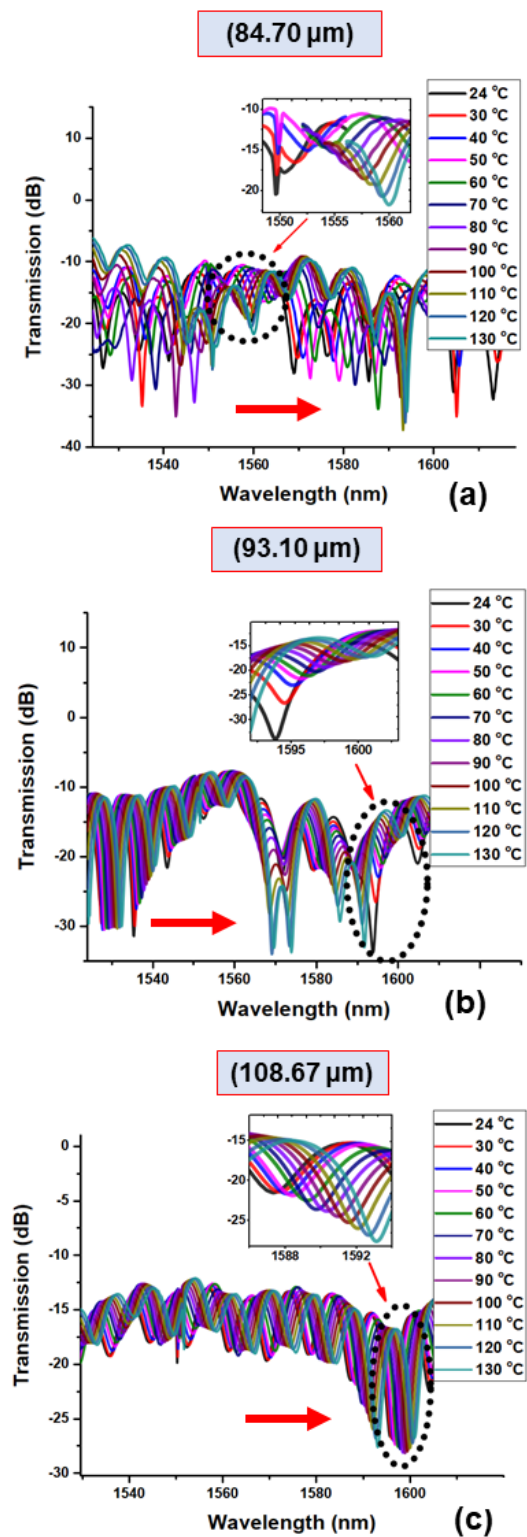 (84.70 µm)
24 °C
30 °C
40 °C
50 °C
60 °C
70 °C
80 °C
90 °C
100 °C
110 °C
120 °C
130 °C
-10
-15
-20
1550 1555 1560
15
0
-10
-20
-30
-40
Transmission (dB)
1540 1560 1580 1600
Wavelength (nm)
(a)
(93.10 µm)
24 °C
30 °C
40 °C
50 °C
60 °C
70 °C
80 °C
90 °C
100 °C
110 °C
120 °C
130 °C
-15
-20
-25
-30
1595 1600
15
0
-10
-20
-30
Transmission (dB)
1540 1560 1580 1600
Wavelength (nm)
(b)
(108.67 µm)
24 °C
30 °C
40 °C
50 °C
60 °C
70 °C
80 °C
90 °C
100 °C
110 °C
120 °C
130 °C
-15
-20
-25
1588 1592
0
-5
-10
-15
-20
-25
-30
Transmission (dB)
1540 1560 1580 1600
Wavelength (nm)
(c)